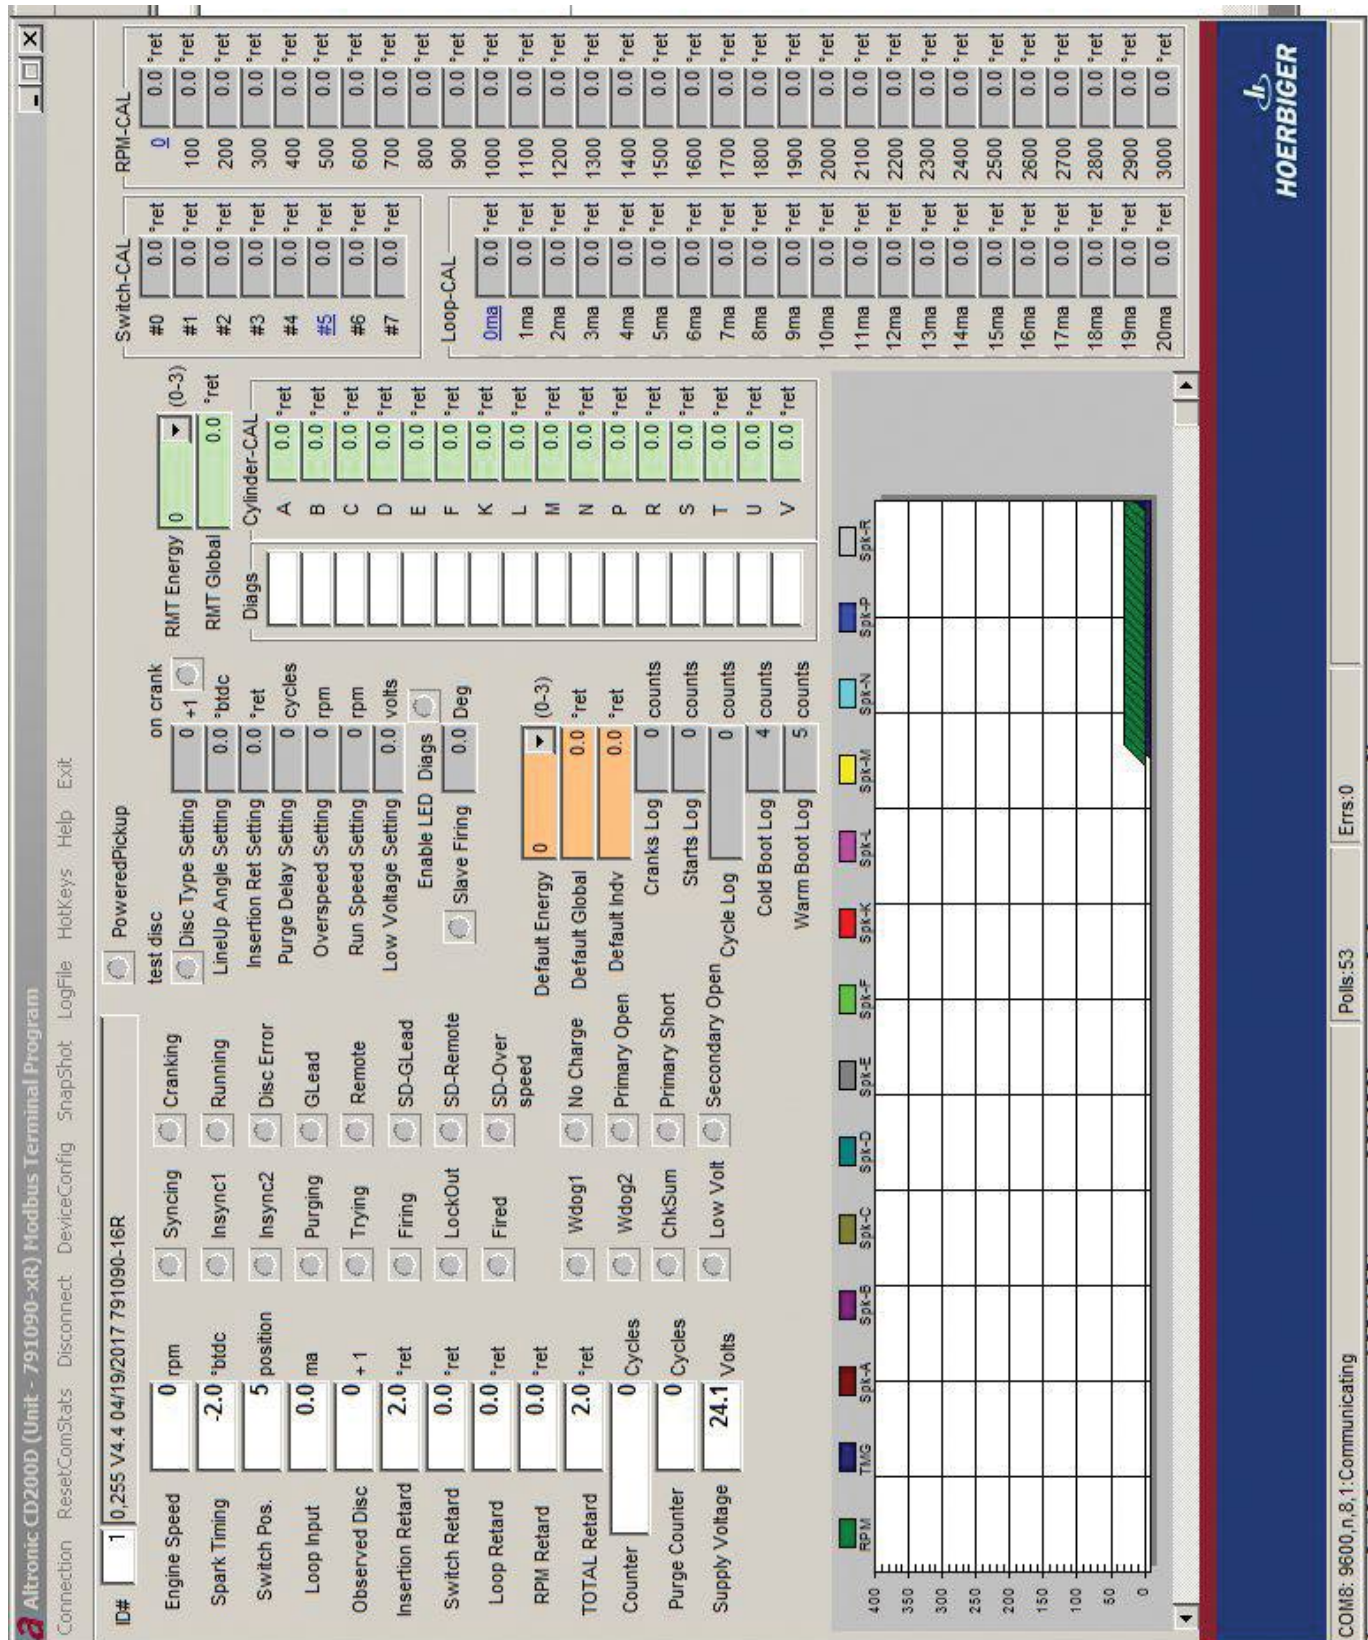 Altronic CD200D (Unit - 791090-xR) Modbus Terminal Program
Connection ResetComStats Disconnect DeviceConfig SnapShot LogFile HotKeys Help Exit
ID# 1 0,255 V4.4 04/19/2017 791090-16R
Engine Speed 0 rpm
Spark Timing -2.0 °btdc
Switch Pos. 5 position
Loop Input 0.0 ma
Observed Disc 0 + 1
Insertion Retard 2.0 °ret
Switch Retard 0.0 °ret
Loop Retard 0.0 °ret
RPM Retard 0.0 °ret
TOTAL Retard 2.0 °ret
Counter 0 Cycles
Purge Counter 0 Cycles
Supply Voltage 24.1 Volts
Syncing Cranking
Insync1 Running
Insync2 Disc Error
Purging GLead
Trying Remote
Firing SD-GLead
LockOut SD-Remote
Fired SD-Over
speed
Wdog1 No Charge
Wdog2 Primary Open
ChkSum Primary Short
Low Volt Secondary Open
PoweredPickup
test disc on crank
Disc Type Setting 0 +1
LineUp Angle Setting 0.0 °btdc
Insertion Ret Setting 0.0 °ret
Purge Delay Setting 0 cycles
Overspeed Setting 0 rpm
Run Speed Setting 0 rpm
Low Voltage Setting 0.0 volts
Enable LED Diags
Slave Firing 0.0 Deg
Default Energy 0 (0-3)
Default Global 0.0 °ret
Default Indv 0.0 °ret
Cranks Log 0 counts
Starts Log 0 counts
Cycle Log 0 counts
Cold Boot Log 4 counts
Warm Boot Log 5 counts
RMT Energy 0 (0-3)
RMT Global 0.0 °ret
Diags
Cylinder-CAL
A 0.0 °ret
B 0.0 °ret
C 0.0 °ret
D 0.0 °ret
E 0.0 °ret
F 0.0 °ret
K 0.0 °ret
L 0.0 °ret
M 0.0 °ret
N 0.0 °ret
P 0.0 °ret
R 0.0 °ret
S 0.0 °ret
T 0.0 °ret
U 0.0 °ret
V 0.0 °ret
Switch-CAL
#0 0.0 °ret
#1 0.0 °ret
#2 0.0 °ret
#3 0.0 °ret
#4 0.0 °ret
#5 0.0 °ret
#6 0.0 °ret
#7 0.0 °ret
Loop-CAL
0ma 0.0 °ret
1ma 0.0 °ret
2ma 0.0 °ret
3ma 0.0 °ret
4ma 0.0 °ret
5ma 0.0 °ret
6ma 0.0 °ret
7ma 0.0 °ret
8ma 0.0 °ret
9ma 0.0 °ret
10ma 0.0 °ret
11ma 0.0 °ret
12ma 0.0 °ret
13ma 0.0 °ret
14ma 0.0 °ret
15ma 0.0 °ret
16ma 0.0 °ret
17ma 0.0 °ret
18ma 0.0 °ret
19ma 0.0 °ret
20ma 0.0 °ret
RPM-CAL
0 0.0 °ret
100 0.0 °ret
200 0.0 °ret
300 0.0 °ret
400 0.0 °ret
500 0.0 °ret
600 0.0 °ret
700 0.0 °ret
800 0.0 °ret
900 0.0 °ret
1000 0.0 °ret
1100 0.0 °ret
1200 0.0 °ret
1300 0.0 °ret
1400 0.0 °ret
1500 0.0 °ret
1600 0.0 °ret
1700 0.0 °ret
1800 0.0 °ret
1900 0.0 °ret
2000 0.0 °ret
2100 0.0 °ret
2200 0.0 °ret
2300 0.0 °ret
2400 0.0 °ret
2500 0.0 °ret
2600 0.0 °ret
2700 0.0 °ret
2800 0.0 °ret
2900 0.0 °ret
3000 0.0 °ret
RPM TMG Spk-A Spk-B Spk-C Spk-D Spk-E Spk-F Spk-K Spk-L Spk-M Spk-N Spk-P Spk-R
400
350
300
250
200
150
100
50
0
HOERBIGER
COM8: 9600,n,8,1:Communicating Polls:53 Errs:0